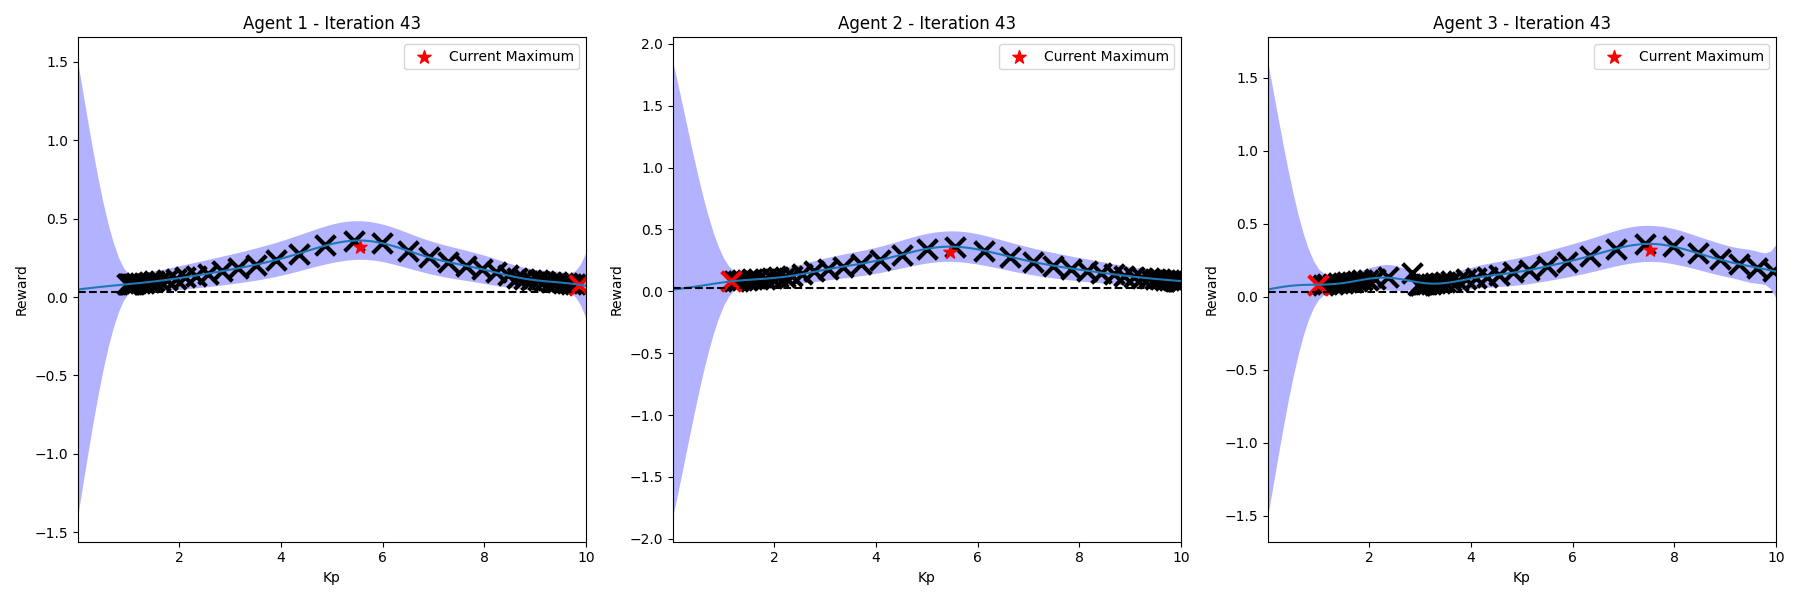 Agent 1 - Iteration 43
Current Maximum
1.5
1.0
0.5
0.0
−0.5
−1.0
−1.5
Reward
2 4 6 8 10
Kp
Agent 2 - Iteration 43
Current Maximum
2.0
1.5
1.0
0.5
0.0
−0.5
−1.0
−1.5
−2.0
Reward
2 4 6 8 10
Kp
Agent 3 - Iteration 43
Current Maximum
1.5
1.0
0.5
0.0
−0.5
−1.0
−1.5
Reward
2 4 6 8 10
Kp